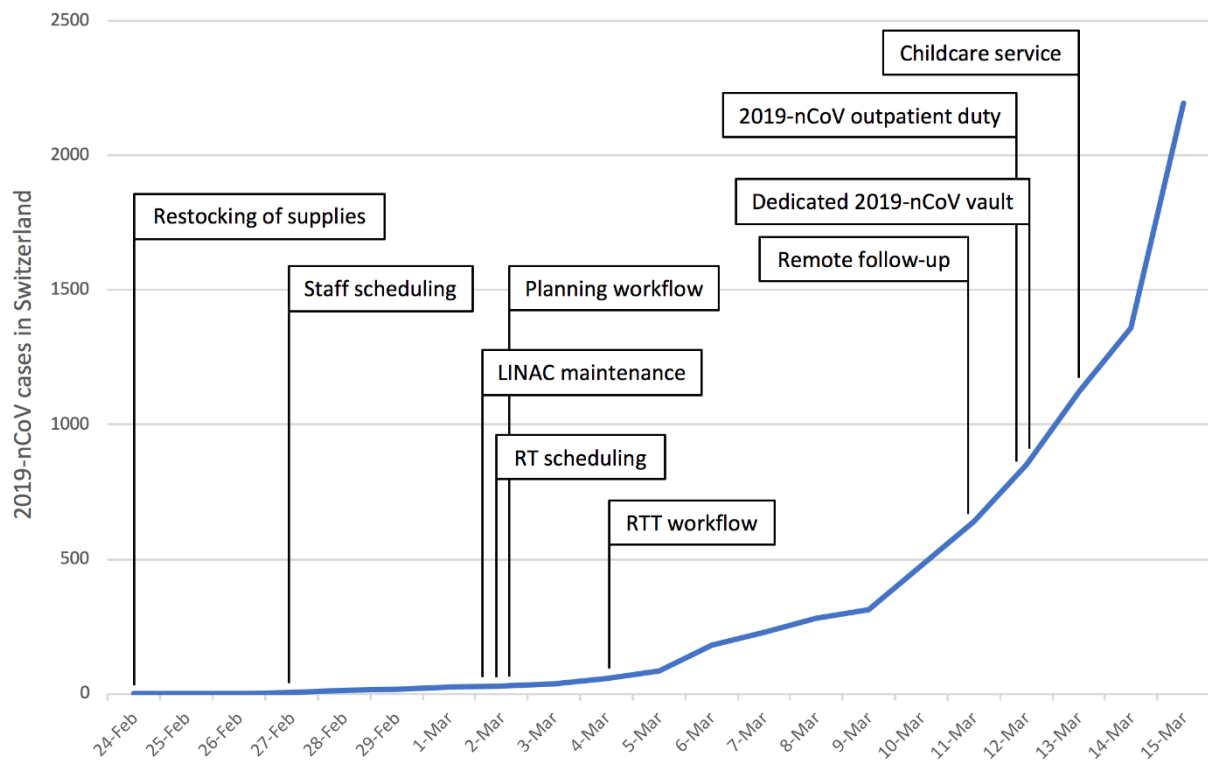 2500
2000
1500
1000
500
0
2019-nCoV cases in Switzerland
Childcare service
2019-nCoV outpatient duty
Dedicated 2019-nCoV vault
Restocking of supplies
Remote follow-up
Staff scheduling
Planning workflow
LINAC maintenance
RT scheduling
RTT workflow
24-Feb
25-Feb
26-Feb
27-Feb
28-Feb
29-Feb
1-Mar
2-Mar
3-Mar
4-Mar
5-Mar
6-Mar
7-Mar
8-Mar
9-Mar
10-Mar
11-Mar
12-Mar
13-Mar
14-Mar
15-Mar